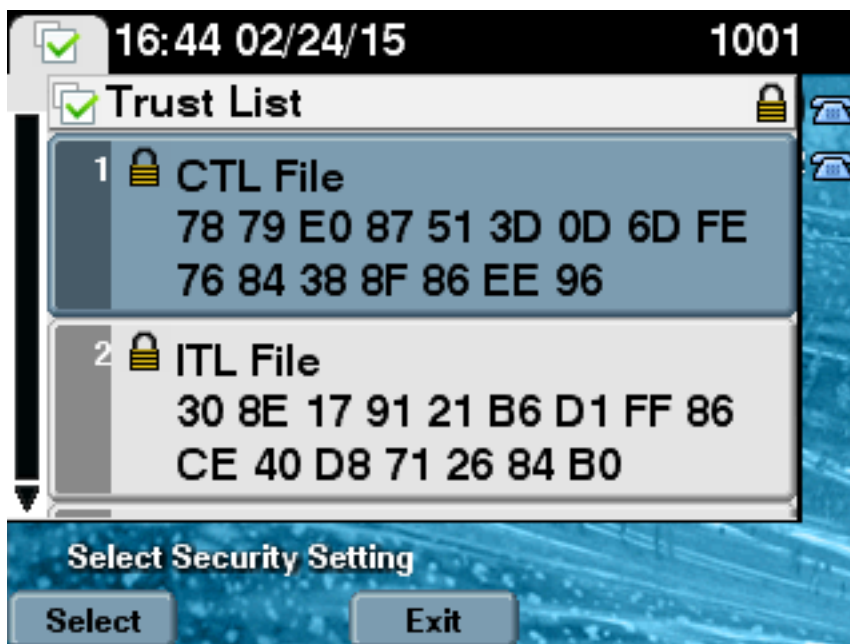 16:44 02/24/15 1001
Trust List
1 CTL File
78 79 E0 87 51 3D 0D 6D FE
76 84 38 8F 86 EE 96
2 ITL File
30 8E 17 91 21 B6 D1 FF 86
CE 40 D8 71 26 84 B0
Select Security Setting
Select Exit